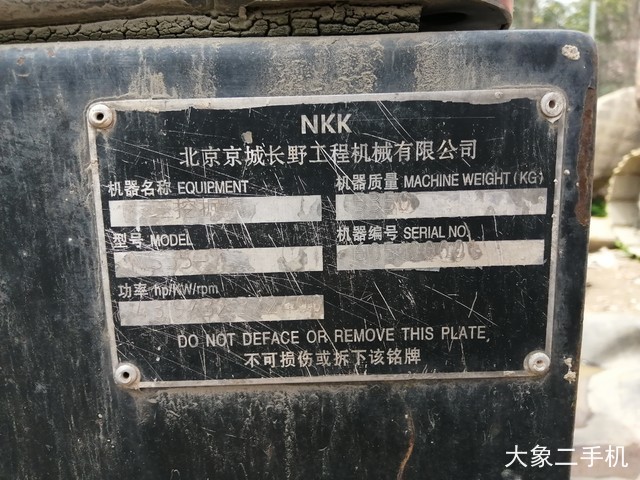 NKK
北京京城长野工程机械有限公司
机器名称 EQUIPMENT
机器质量 MACHINE WEIGHT(KG)
型号 MODEL
机器编号 SERIAL NO.
功率 hp/KW/rpm
DO NOT DEFACE OR REMOVE THIS PLATE,
不可损伤或拆下该铭牌
大象二手机